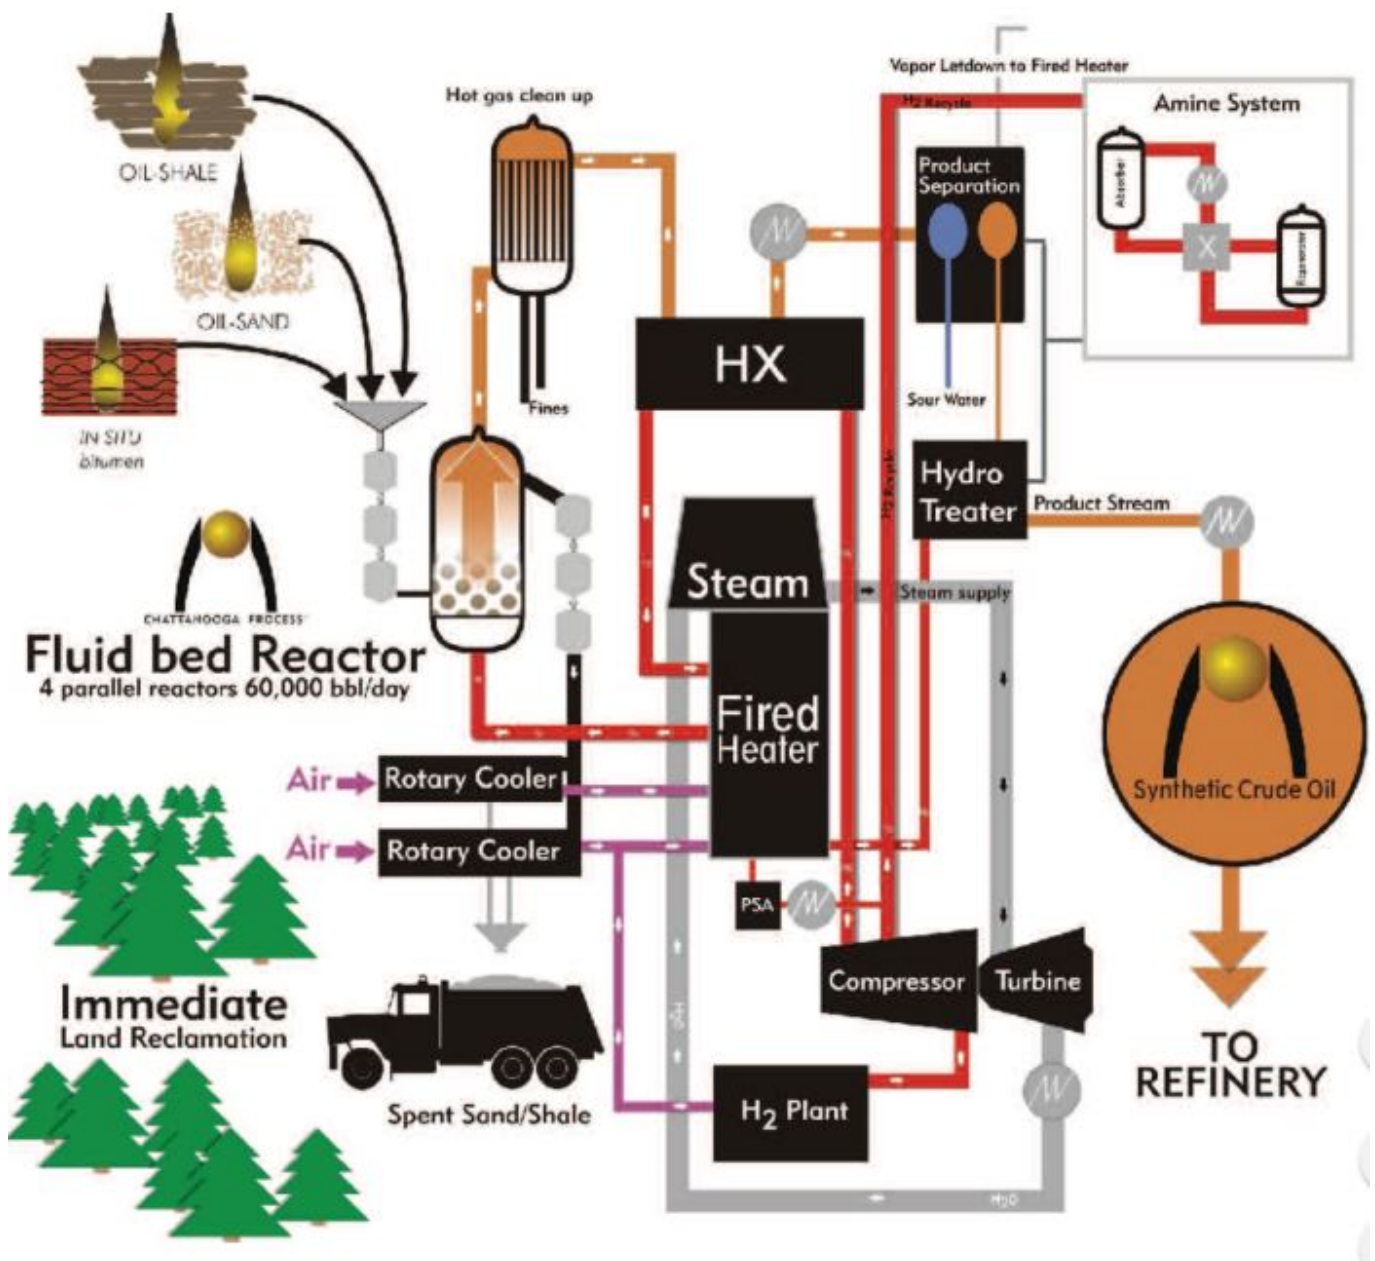 Vapor Letdown to Fired Heater
Hot gas clean up
H2 Recycle
Amine System
Absorber
Regenerator
X
Product
Separation
OIL-SHALE
OIL-SAND
IN SITU
bitumen
Fines
HX
Sour Water
H2 Recycle
Hydro
Treater
Product Stream
CHATTANOOGA PROCESS
Fluid bed Reactor
4 parallel reactors 60,000 bbl/day
Steam
Steam supply
Fired
Heater
Air
Rotary Cooler
Air
Rotary Cooler
Synthetic Crude Oil
PSA
Compressor
Turbine
Immediate
Land Reclamation
H2O
Spent Sand/Shale
H2 Plant
H2O
TO
REFINERY